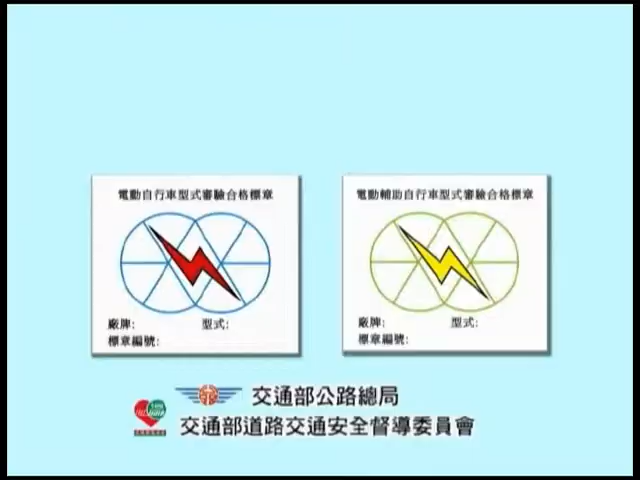 電動自行車型式審驗合格標章
廠牌: 型式:
標章編號:
電動輔助自行車型式審驗合格標章
廠牌: 型式:
標章編號:
交通部公路總局
交通部道路交通安全督導委員會